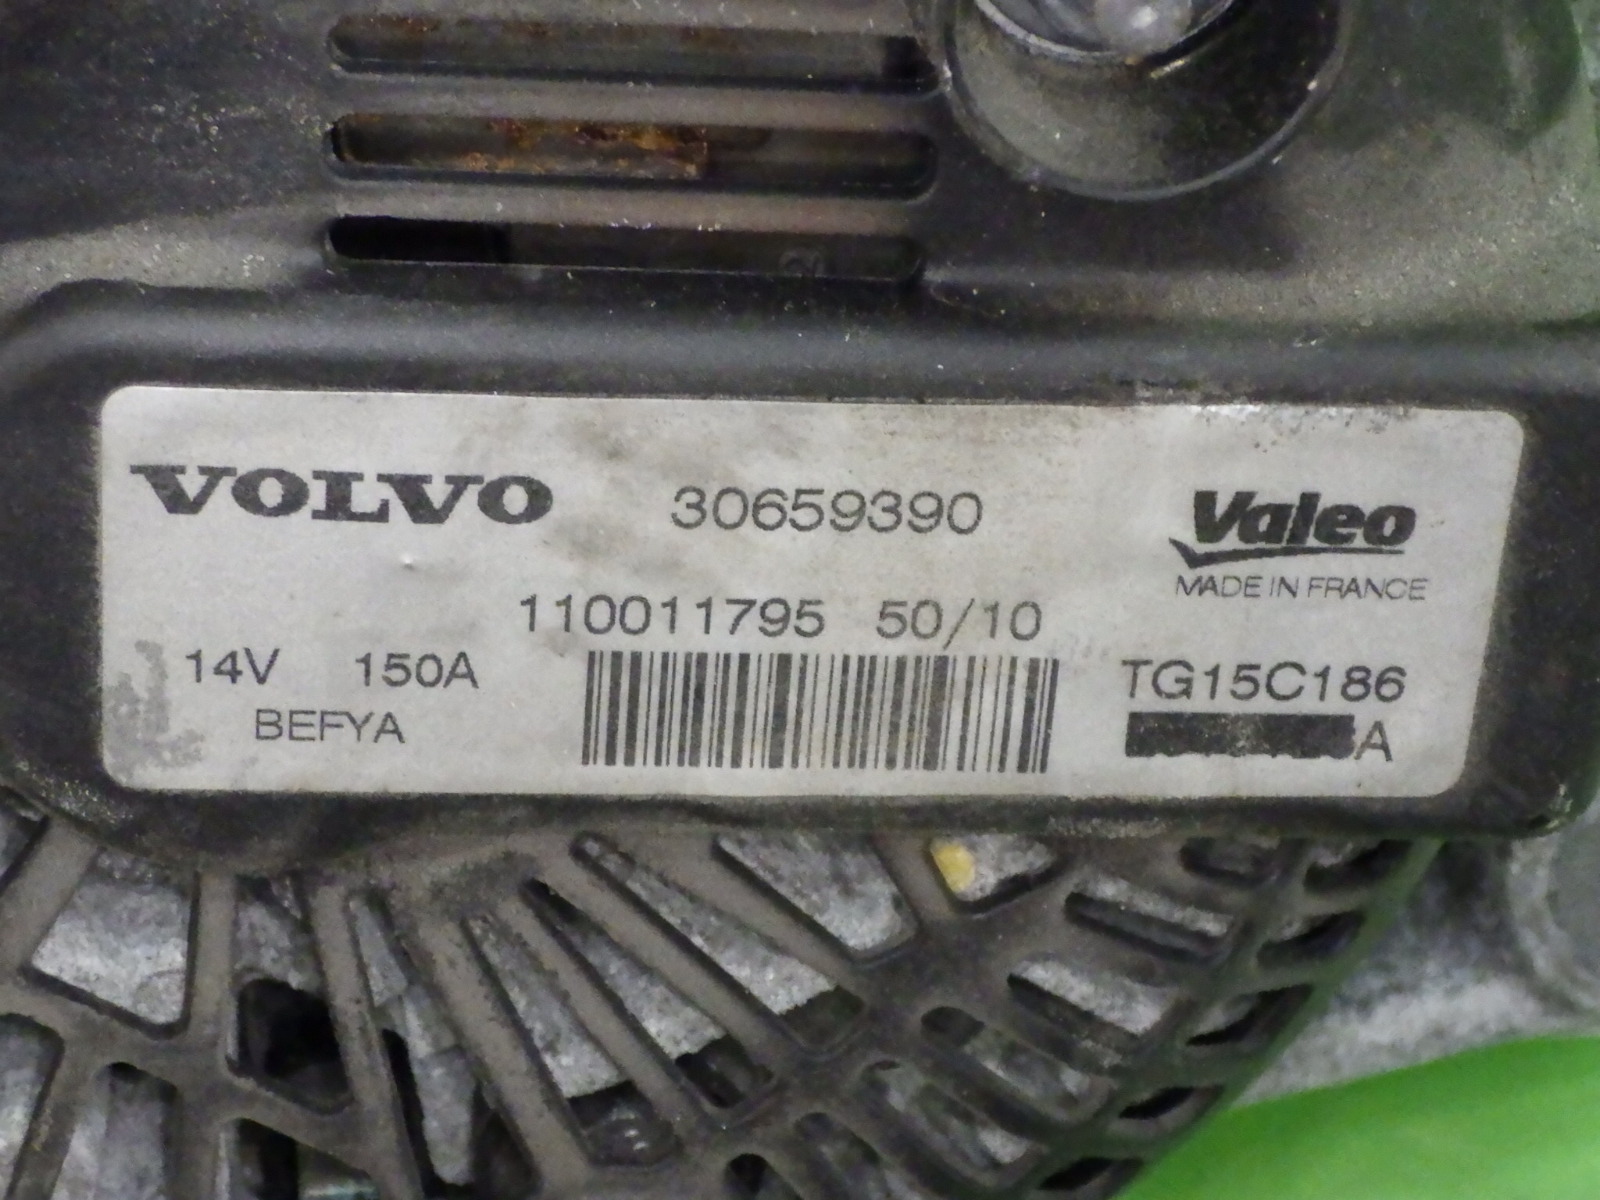 VOLVO 30659390 Valeo
MADE IN FRANCE
110011795 50/10
14V 150A TG15C186
BEFYA A